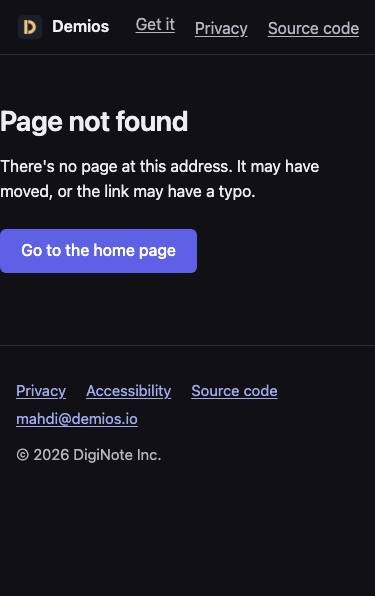 Demios Get it Privacy Source code
Page not found
There's no page at this address. It may have
moved, or the link may have a typo.
Go to the home page
Privacy Accessibility Source code
mahdi@demios.io
© 2026 DigiNote Inc.